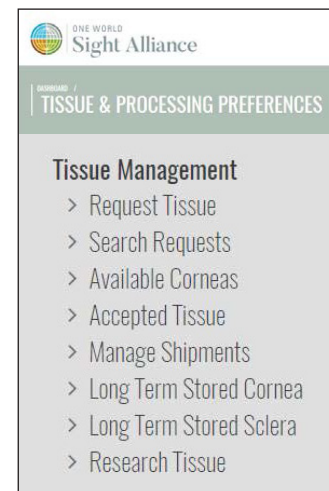 ONE WORLD
Sight Alliance
DASHBOARD /
TISSUE & PROCESSING PREFERENCES
Tissue Management
> Request Tissue
> Search Requests
> Available Corneas
> Accepted Tissue
> Manage Shipments
> Long Term Stored Cornea
> Long Term Stored Sclera
> Research Tissue